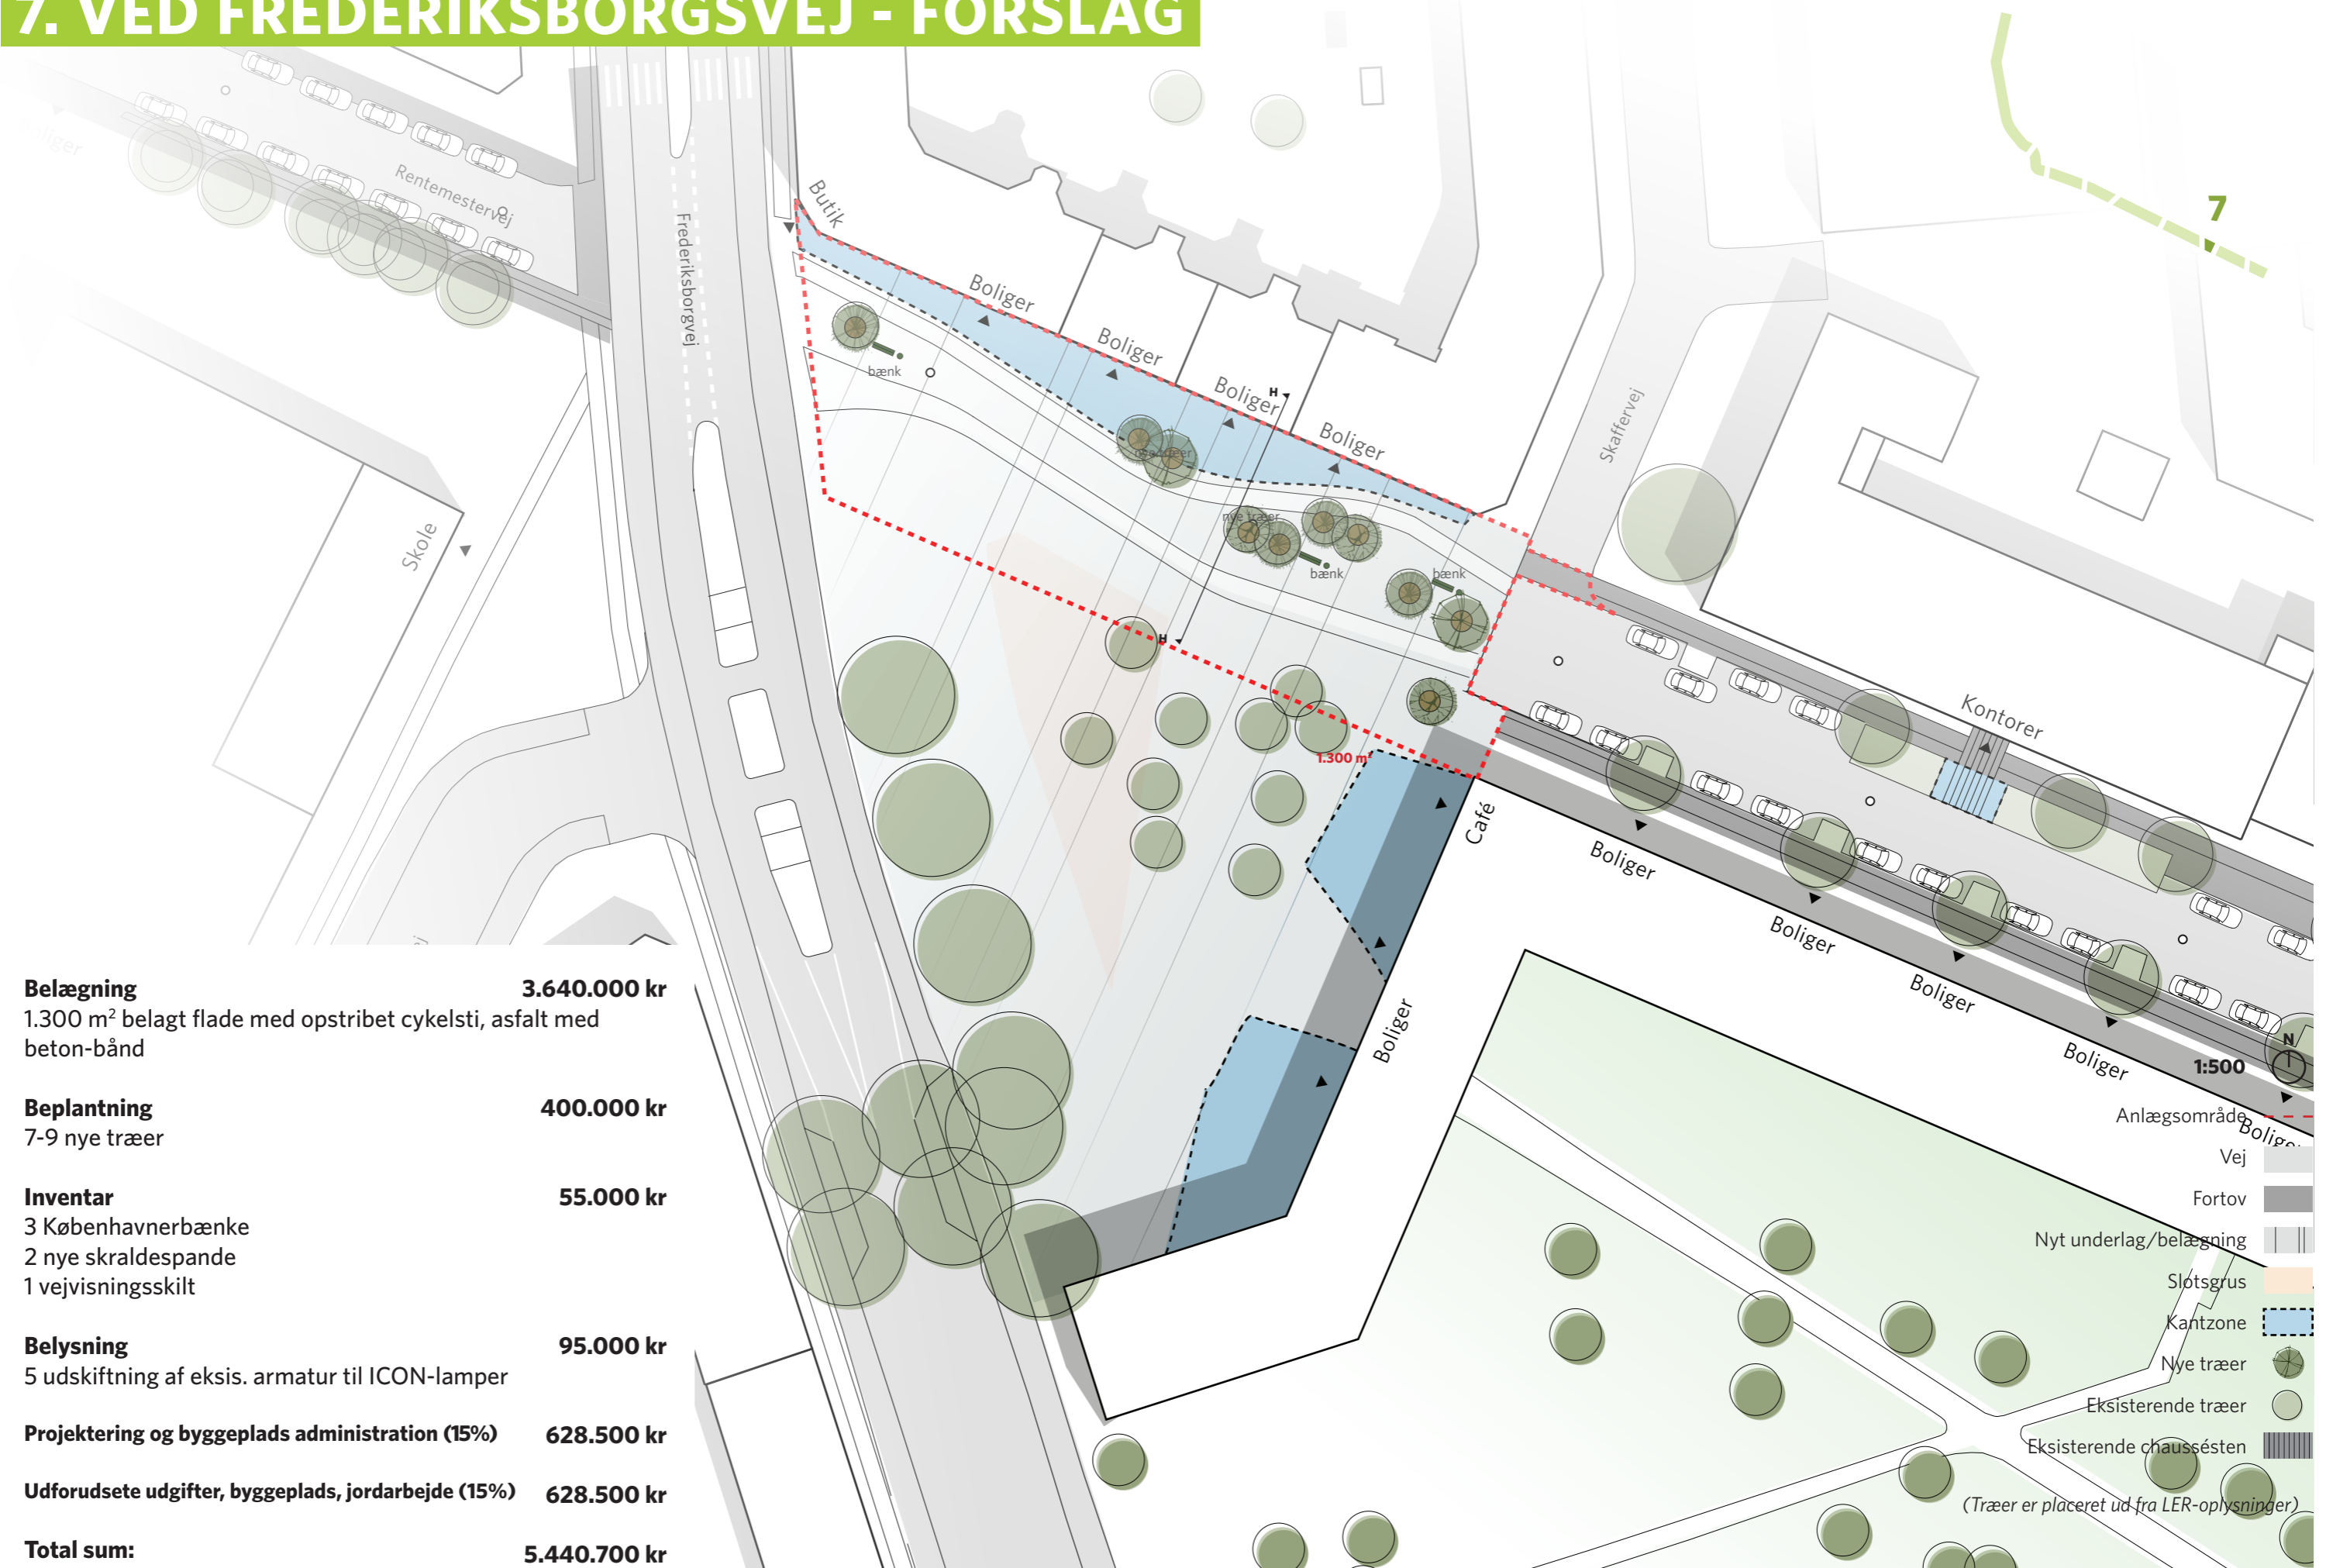 7. VED FREDERIKSBORGSVEJ - FORSLAG
Rentemestervej
Frederiksborgvej
Butik
Boliger
Boliger
Boliger
Boliger
H
bænk
nye træer
bænk
bænk
H
Skaffervej
Skole
7
1.300 m²
Café
Kontorer
Boliger
Boliger
Boliger
Boliger
Boliger
Belægning 3.640.000 kr
1.300 m² belagt flade med opstribet cykelsti, asfalt med
beton-bånd
Beplantning 400.000 kr
7-9 nye træer
Inventar 55.000 kr
3 Københavnerbænke
2 nye skraldespande
1 vejvisningsskilt
Belysning 95.000 kr
5 udskiftning af eksis. armatur til ICON-lamper
Projektering og byggeplads administration (15%) 628.500 kr
Udforudsete udgifter, byggeplads, jordarbejde (15%) 628.500 kr
Total sum: 5.440.700 kr
N
1:500
Anlægsområde
Vej
Fortov
Nyt underlag/belægning
Slotsgrus
Kantzone
Nye træer
Eksisterende træer
Eksisterende chaussésten
(Træer er placeret ud fra LER-oplysninger)